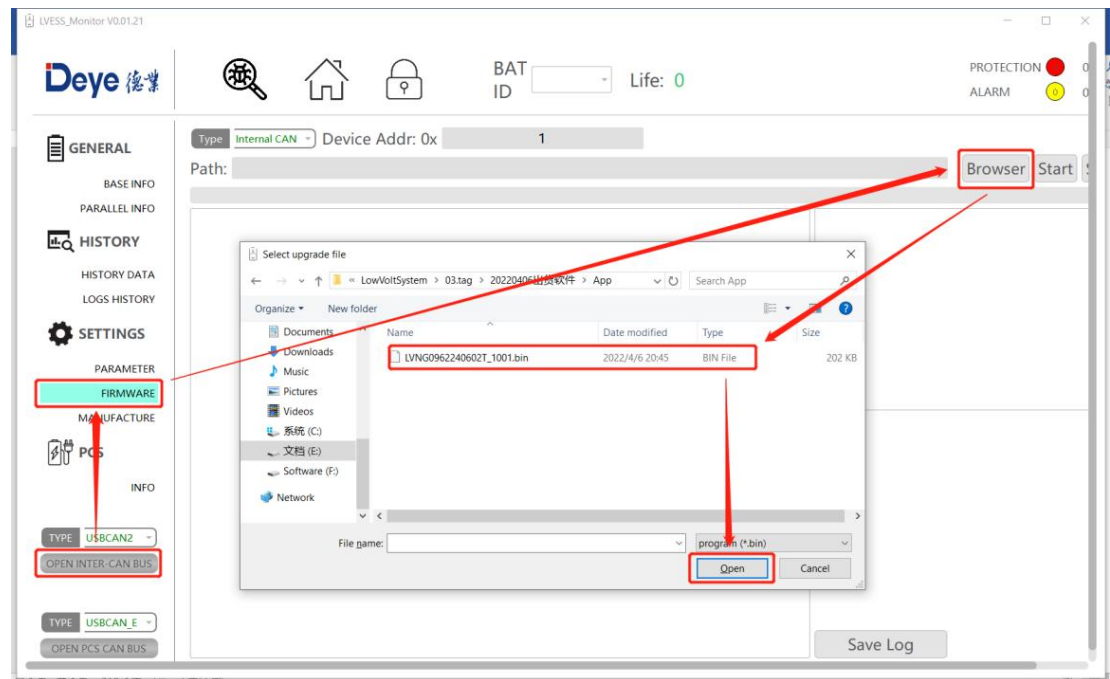 LVESS_Monitor V0.01.21
Deye 德業
BAT ID
Life: 0
PROTECTION 0
ALARM 0 0
GENERAL
BASE INFO
PARALLEL INFO
HISTORY
HISTORY DATA
LOGS HISTORY
SETTINGS
PARAMETER
FIRMWARE
MANUFACTURE
PCS
INFO
TYPE USBCAN2
OPEN INTER-CAN BUS
TYPE USBCAN_E
OPEN PCS CAN BUS
Type Internal CAN Device Addr: 0x 1
Path:
Browser Start
Select upgrade file
« LowVoltSystem > 03.tag > 20220406出货软件 > App
Search App
Organize New folder
Name Date modified Type Size
Documents
Downloads
Music
Pictures
Videos
系统 (C:)
文档 (E:)
Software (F:)
Network
LVNG0962240602T_1001.bin 2022/4/6 20:45 BIN File 202 KB
File name:
program (*.bin)
Open Cancel
Save Log